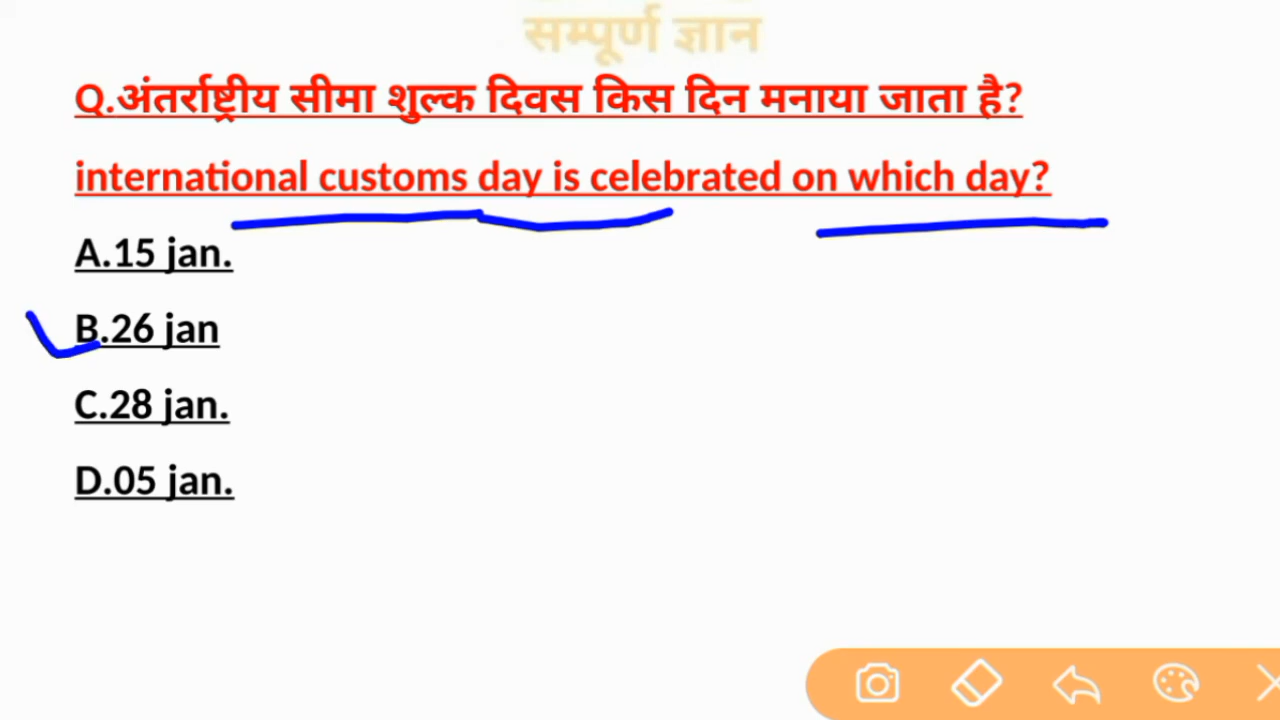 सम्पूर्ण ज्ञान
Q.अंतर्राष्ट्रीय सीमा शुल्क दिवस किस दिन मनाया जाता है?
international customs day is celebrated on which day?
A.15 jan.
B.26 jan
C.28 jan.
D.05 jan.